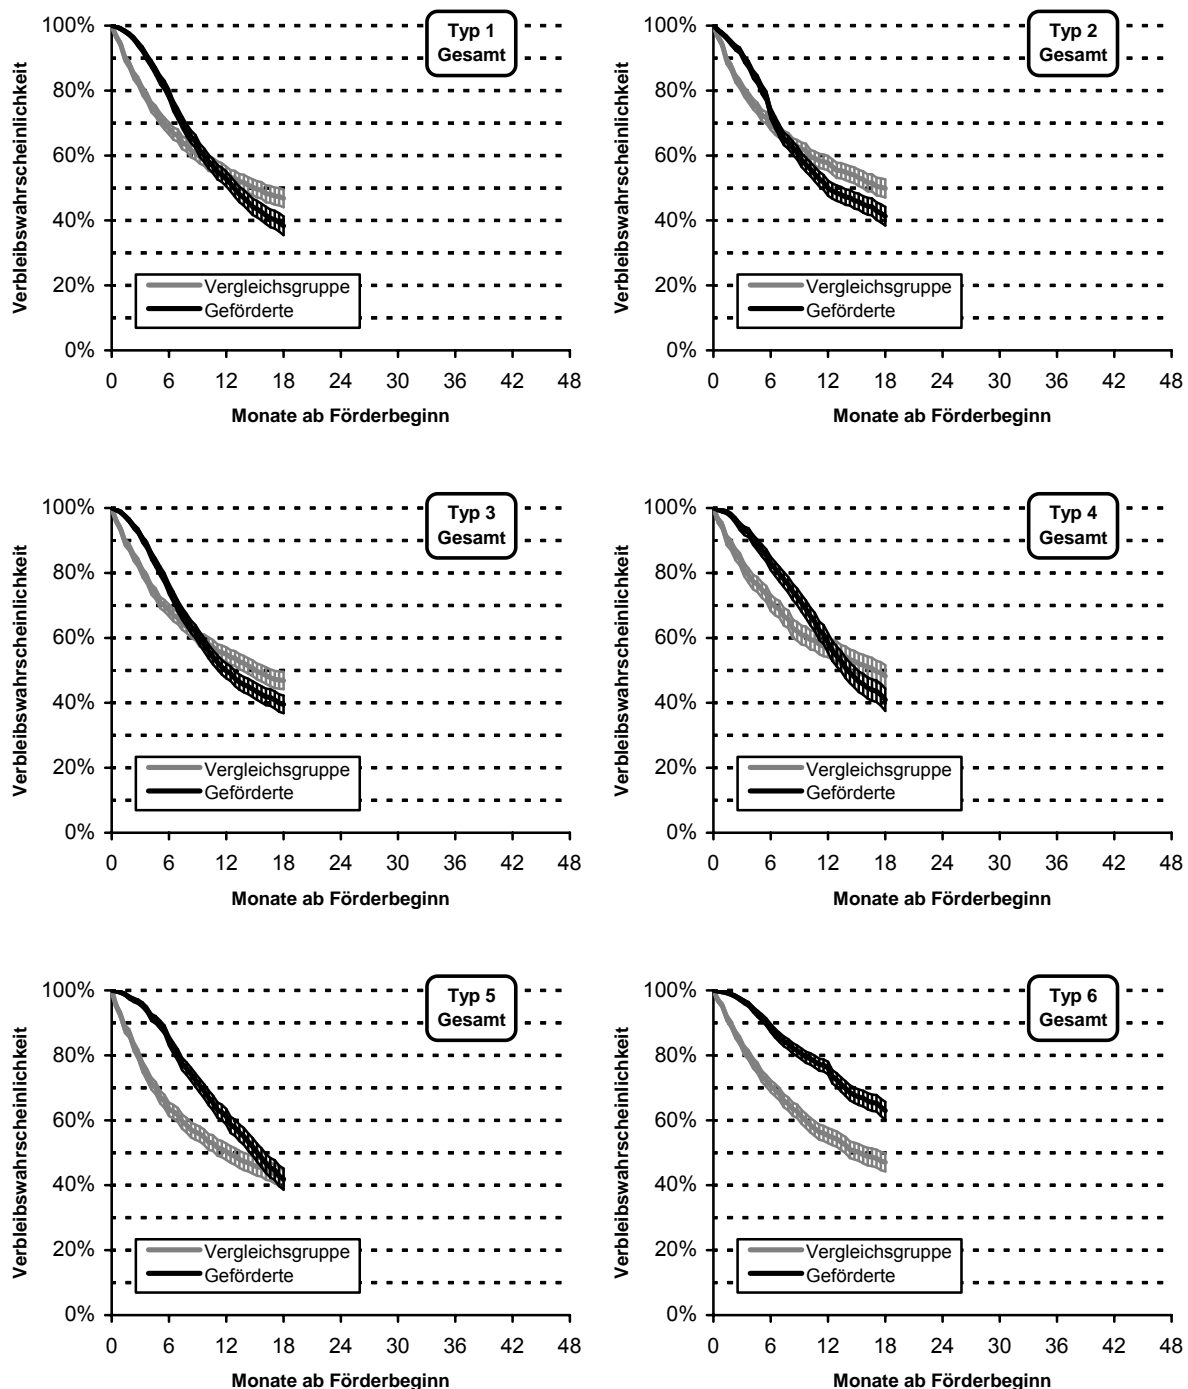 Typ 1
Gesamt
Verbleibswahrscheinlichkeit
100%
80%
60%
40%
20%
0%
Vergleichsgruppe
Geförderte
0 6 12 18 24 30 36 42 48
Monate ab Förderbeginn
Typ 2
Gesamt
Verbleibswahrscheinlichkeit
100%
80%
60%
40%
20%
0%
Vergleichsgruppe
Geförderte
0 6 12 18 24 30 36 42 48
Monate ab Förderbeginn
Typ 3
Gesamt
Verbleibswahrscheinlichkeit
100%
80%
60%
40%
20%
0%
Vergleichsgruppe
Geförderte
0 6 12 18 24 30 36 42 48
Monate ab Förderbeginn
Typ 4
Gesamt
Verbleibswahrscheinlichkeit
100%
80%
60%
40%
20%
0%
Vergleichsgruppe
Geförderte
0 6 12 18 24 30 36 42 48
Monate ab Förderbeginn
Typ 5
Gesamt
Verbleibswahrscheinlichkeit
100%
80%
60%
40%
20%
0%
Vergleichsgruppe
Geförderte
0 6 12 18 24 30 36 42 48
Monate ab Förderbeginn
Typ 6
Gesamt
Verbleibswahrscheinlichkeit
100%
80%
60%
40%
20%
0%
Vergleichsgruppe
Geförderte
0 6 12 18 24 30 36 42 48
Monate ab Förderbeginn